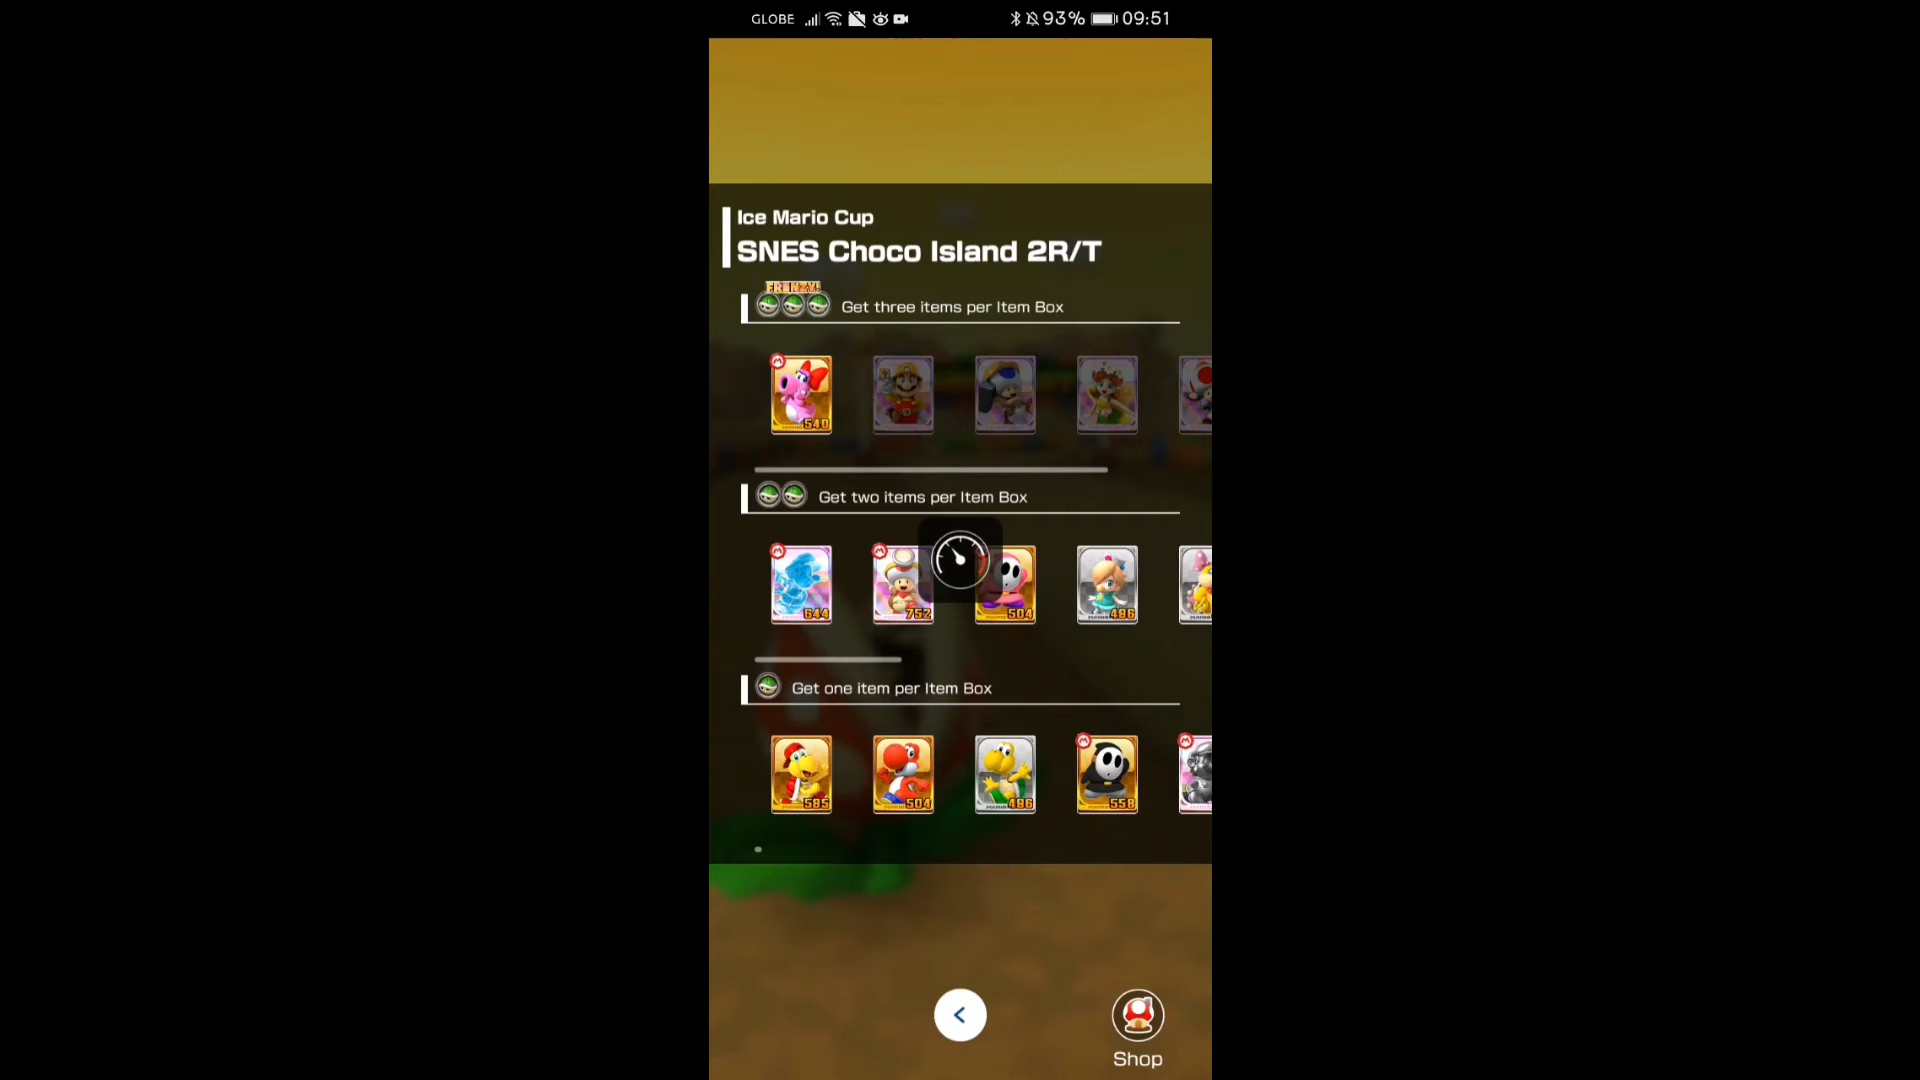 GLOBE 93% 09:51
Ice Mario Cup
SNES Choco Island 2R/T
FRENZY!
Get three items per Item Box
540
Get two items per Item Box
644 752 504 486
Get one item per Item Box
585 504 486 558
Shop